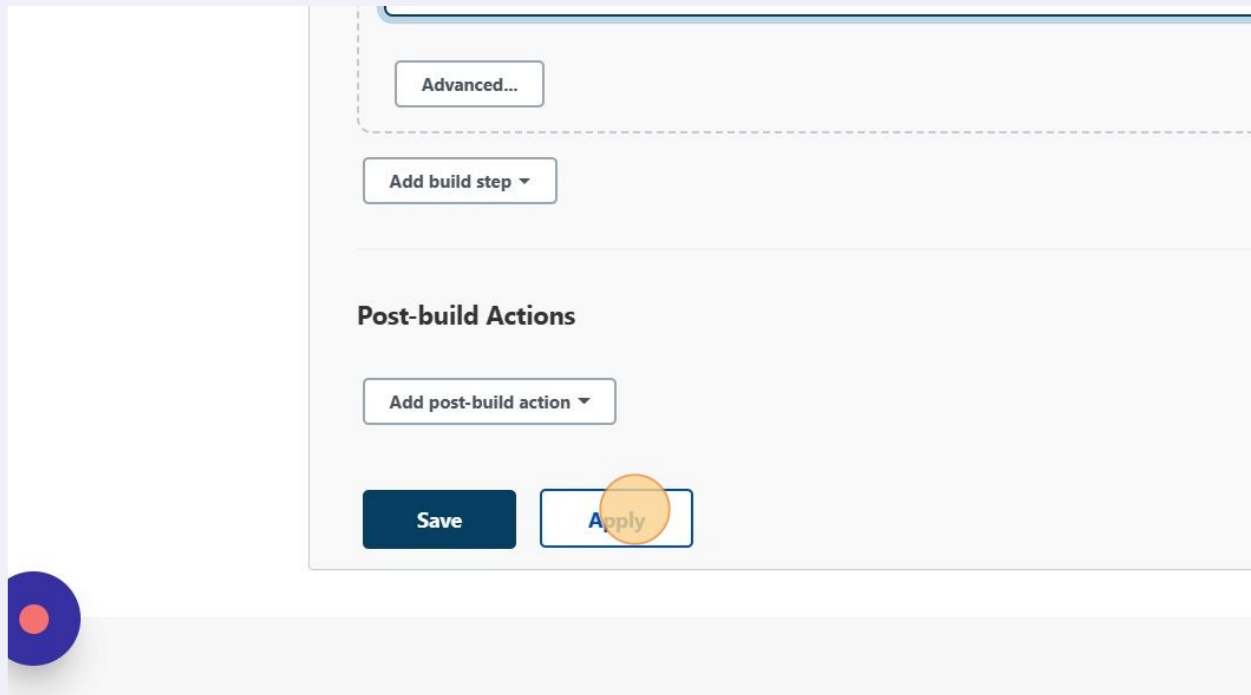 Advanced...
Add build step
Post-build Actions
Add post-build action
Save
Apply